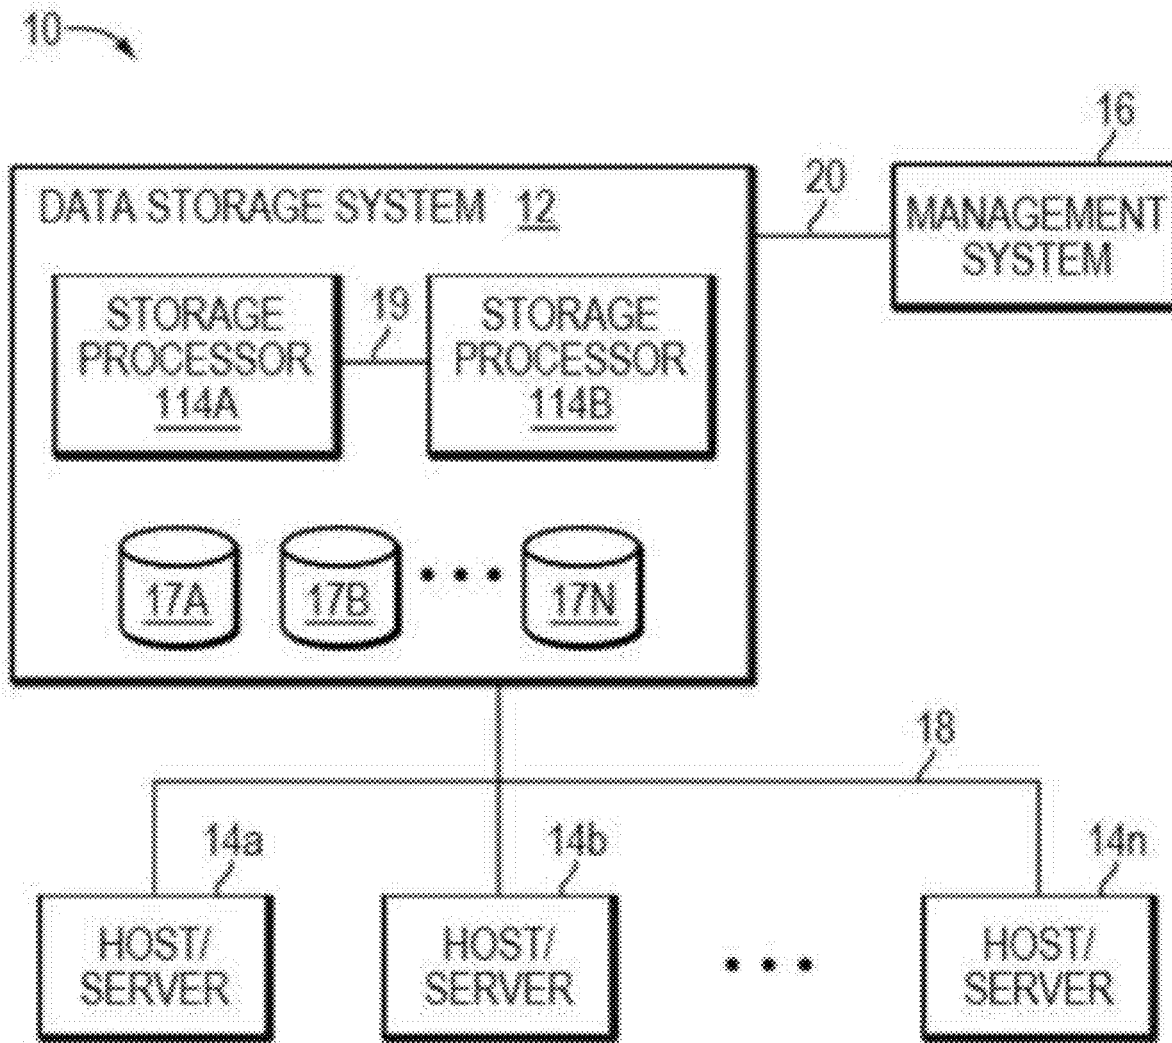 10
16
DATA STORAGE SYSTEM 12
20
MANAGEMENT
SYSTEM
STORAGE
PROCESSOR
114A
19
STORAGE
PROCESSOR
114B
17A
17B
17N
18
14a
14b
14n
HOST/
SERVER
HOST/
SERVER
HOST/
SERVER